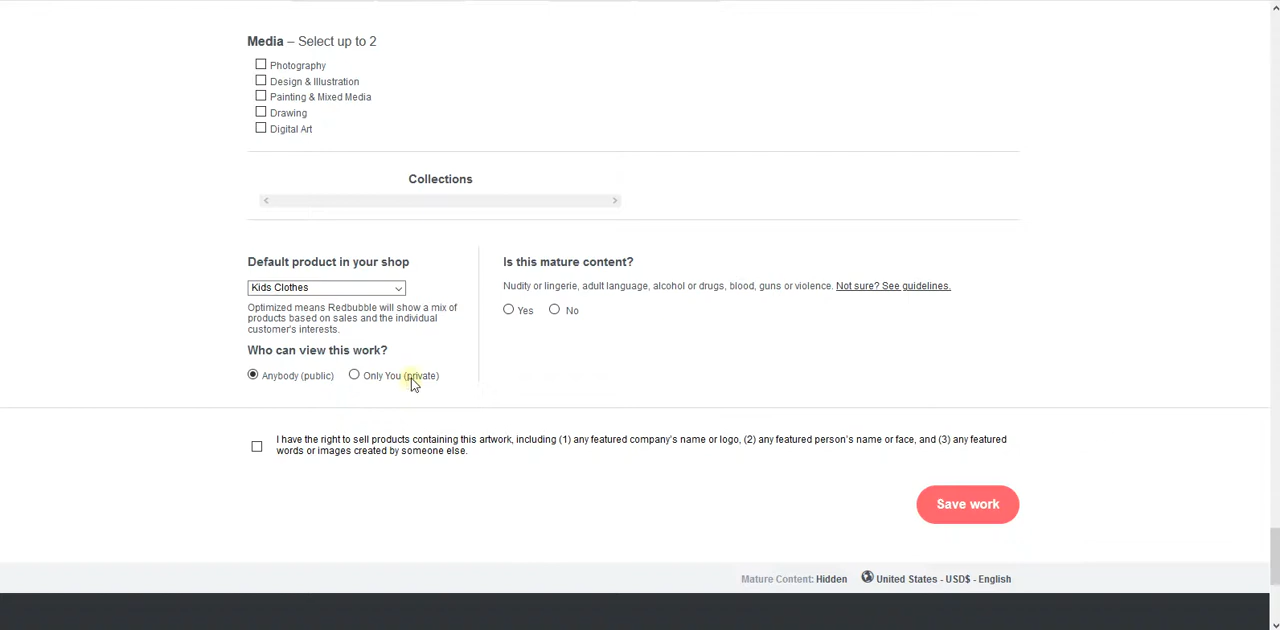 Media – Select up to 2
Photography
Design & Illustration
Painting & Mixed Media
Drawing
Digital Art
Collections
Default product in your shop
Kids Clothes
Optimized means Redbubble will show a mix of
products based on sales and the individual
customer's interests.
Who can view this work?
Anybody (public) Only You (private)
Is this mature content?
Nudity or lingerie, adult language, alcohol or drugs, blood, guns or violence. Not sure? See guidelines.
Yes No
I have the right to sell products containing this artwork, including (1) any featured company's name or logo, (2) any featured person's name or face, and (3) any featured
words or images created by someone else.
Save work
Mature Content: Hidden United States - USD$ - English